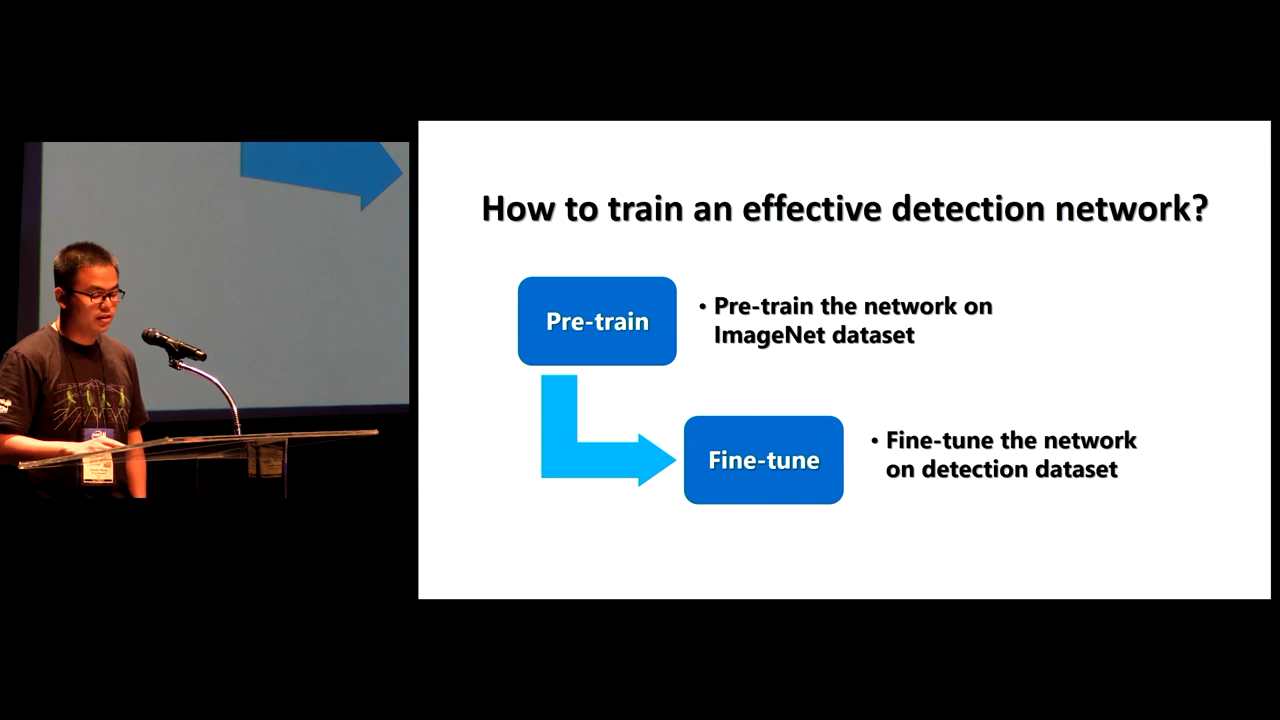 How to train an effective detection network?
Pre-train
• Pre-train the network on
ImageNet dataset
Fine-tune
• Fine-tune the network
on detection dataset